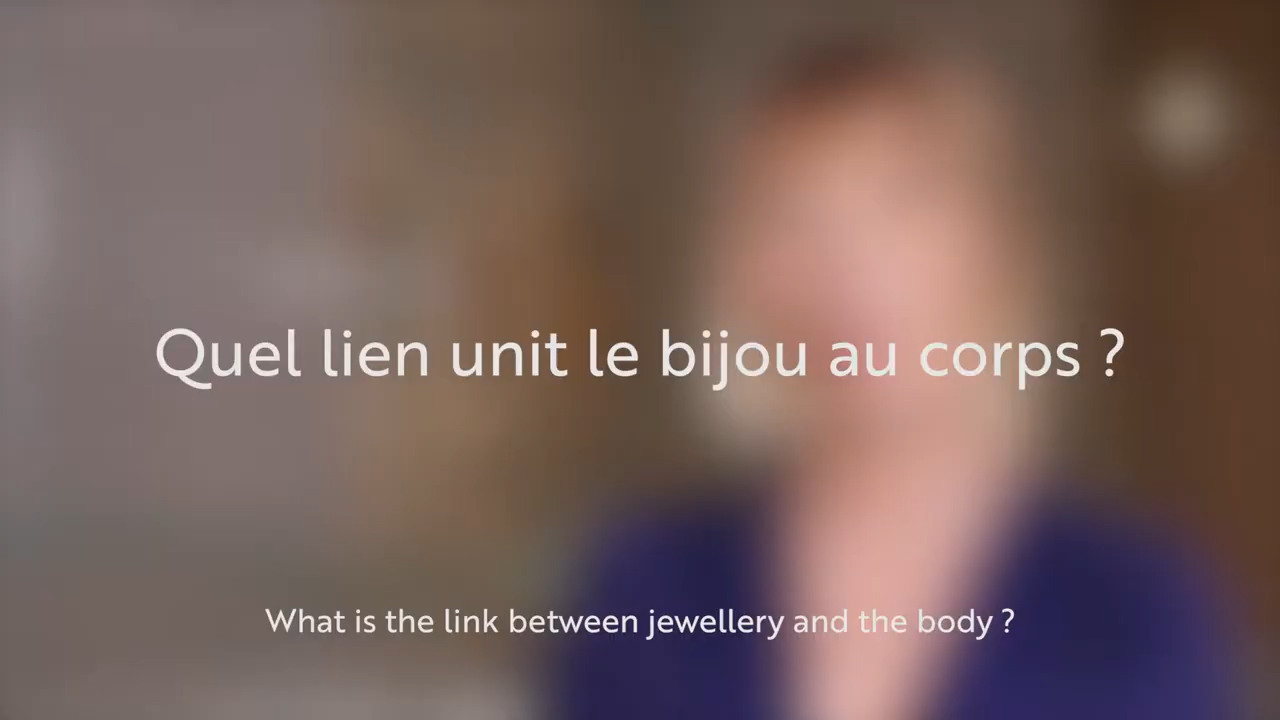 Quel lien unit le bijou au corps ?
What is the link between jewellery and the body ?